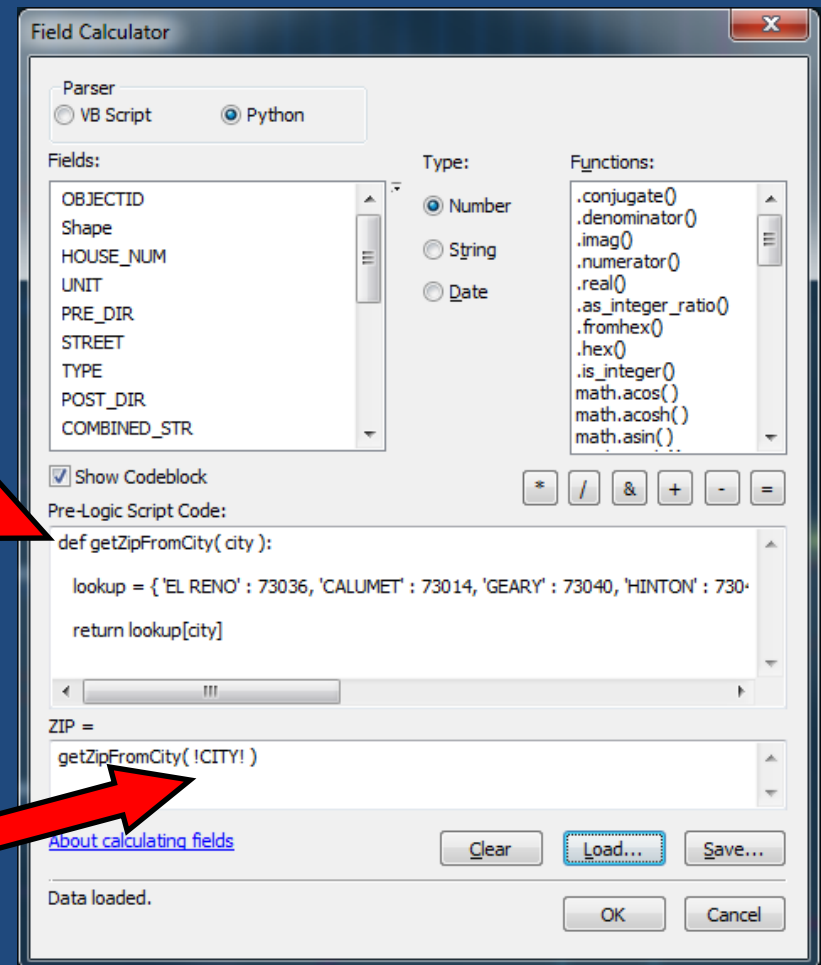 Field Calculator
Parser
VB Script Python
Fields: Type: Functions:
OBJECTID
Shape
HOUSE_NUM
UNIT
PRE_DIR
STREET
TYPE
POST_DIR
COMBINED_STR
Number
String
Date
.conjugate()
.denominator()
.imag()
.numerator()
.real()
.as_integer_ratio()
.fromhex()
.hex()
.is_integer()
math.acos( )
math.acosh( )
math.asin( )
Show Codeblock
* / & + - =
Pre-Logic Script Code:
def getZipFromCity( city ):
lookup = { 'EL RENO' : 73036, 'CALUMET' : 73014, 'GEARY' : 73040, 'HINTON' :
return lookup[city]
ZIP =
getZipFromCity( !CITY! )
About calculating fields Clear Load... Save...
Data loaded.
OK Cancel